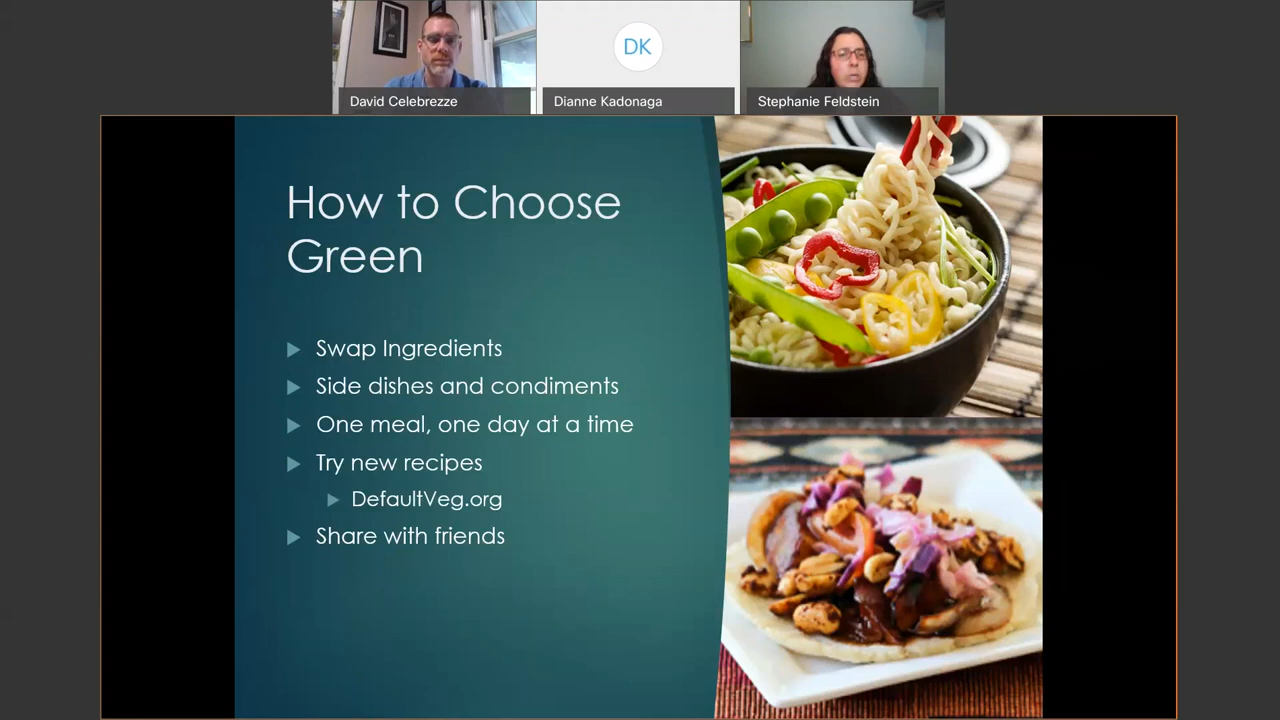 DK
David Celebrezze
Dianne Kadonaga
Stephanie Feldstein
How to Choose
Green
Swap Ingredients
Side dishes and condiments
One meal, one day at a time
Try new recipes
DefaultVeg.org
Share with friends